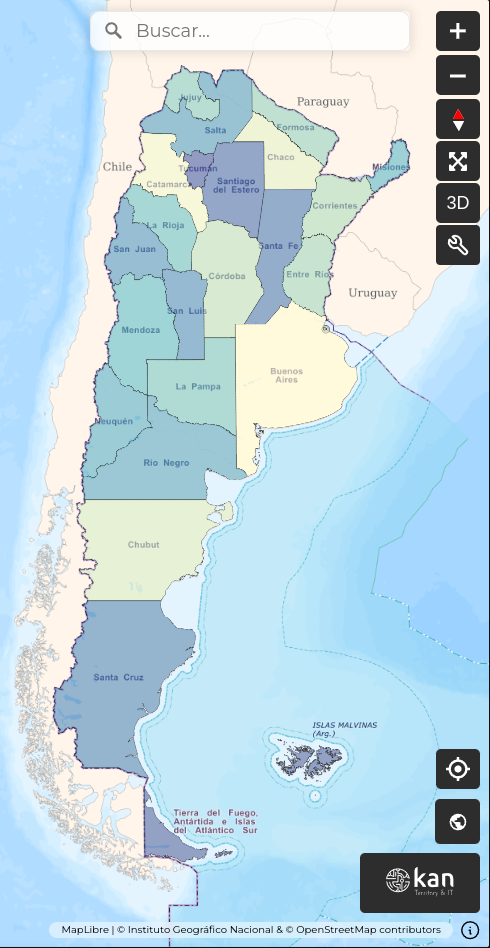 Buscar...
Paraguay
Jujuy
Salta
Formosa
Chaco
Chile
Tucumán
Misiones
Catamarca
Santiago
del Estero
Corrientes
La Rioja
San Juan
Santa Fe
Córdoba
Entre Ríos
Uruguay
San Luis
Mendoza
Buenos
Aires
La Pampa
Neuquén
Río Negro
Chubut
Santa Cruz
ISLAS MALVINAS
(Arg.)
Tierra del Fuego,
Antártida e Islas
del Atlántico Sur
3D
kan
Territory & IT
MapLibre | © Instituto Geográfico Nacional & © OpenStreetMap contributors